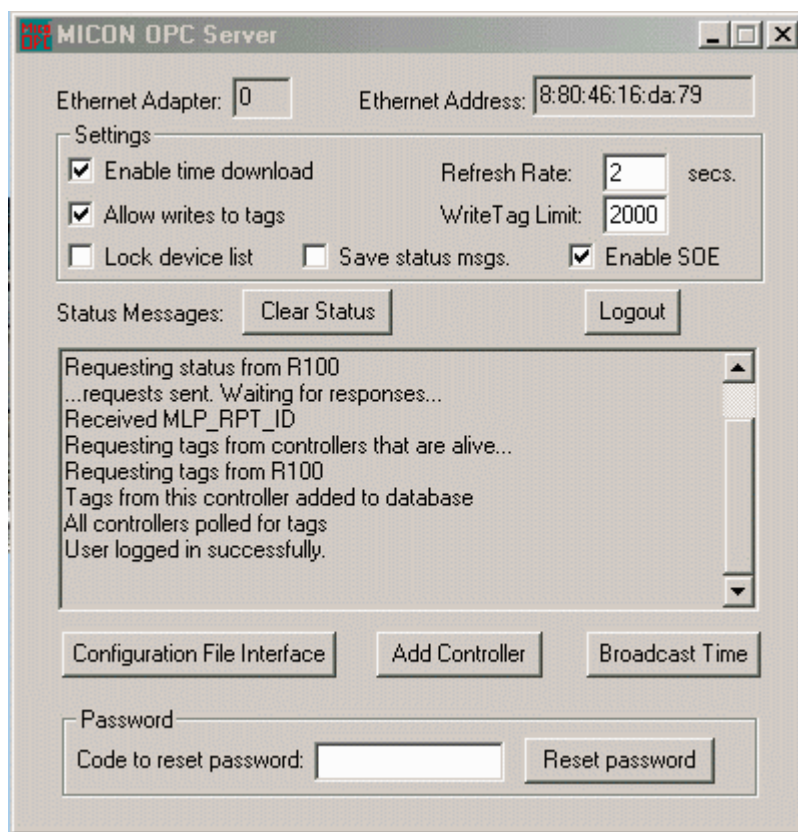 Mico OPC MICON OPC Server
Ethernet Adapter: 0 Ethernet Address: 8:80:46:16:da:79
Settings
Enable time download Refresh Rate: 2 secs.
Allow writes to tags WriteTag Limit: 2000
Lock device list Save status msgs. Enable SOE
Status Messages: Clear Status Logout
Requesting status from R100
...requests sent. Waiting for responses...
Received MLP_RPT_ID
Requesting tags from controllers that are alive...
Requesting tags from R100
Tags from this controller added to database
All controllers polled for tags
User logged in successfully.
Configuration File Interface Add Controller Broadcast Time
Password
Code to reset password: Reset password